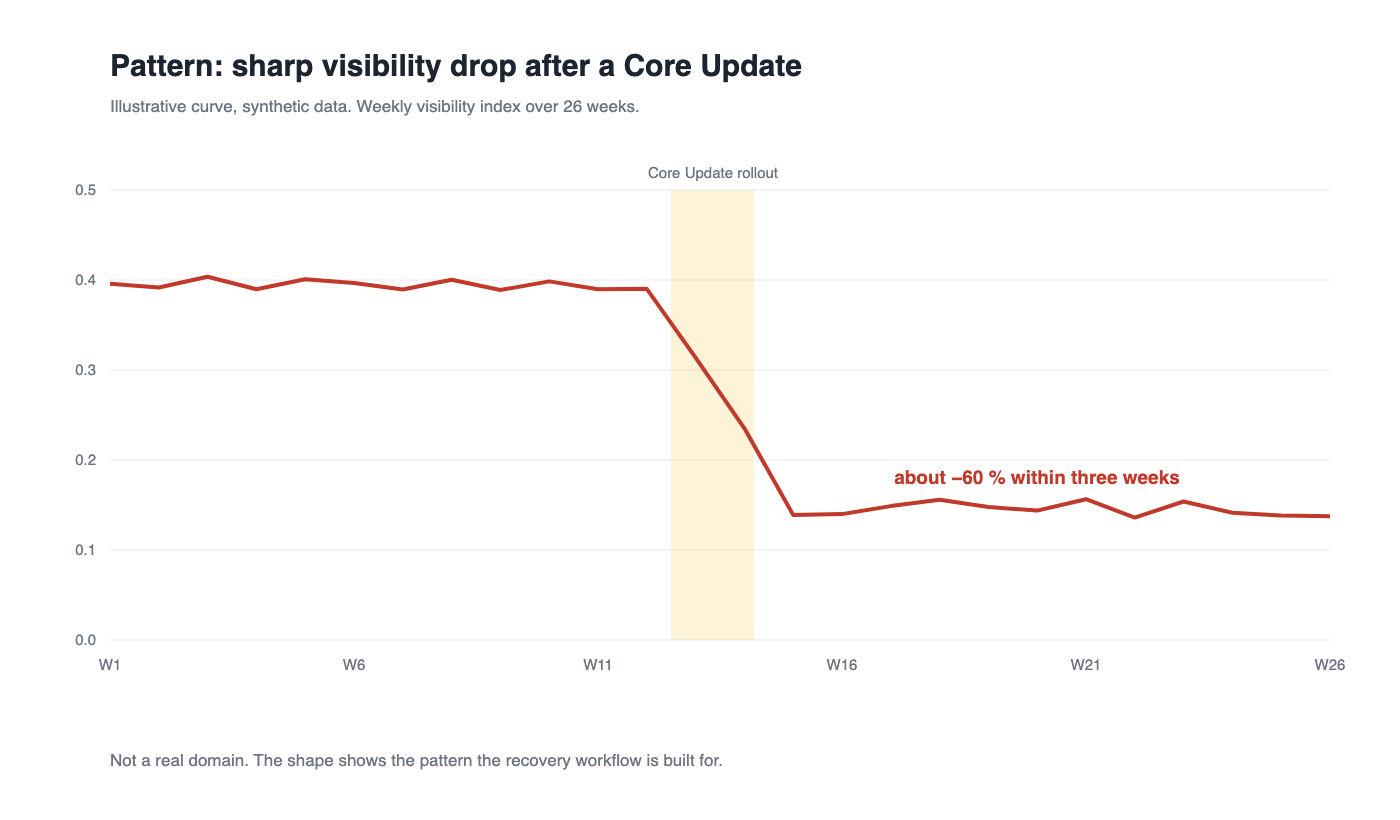 Pattern: sharp visibility drop after a Core Update
Illustrative curve, synthetic data. Weekly visibility index over 26 weeks.
Core Update rollout
0.5
0.4
0.3
0.2
about −60 % within three weeks
0.1
0.0
W1 W6 W11 W16 W21 W26
Not a real domain. The shape shows the pattern the recovery workflow is built for.